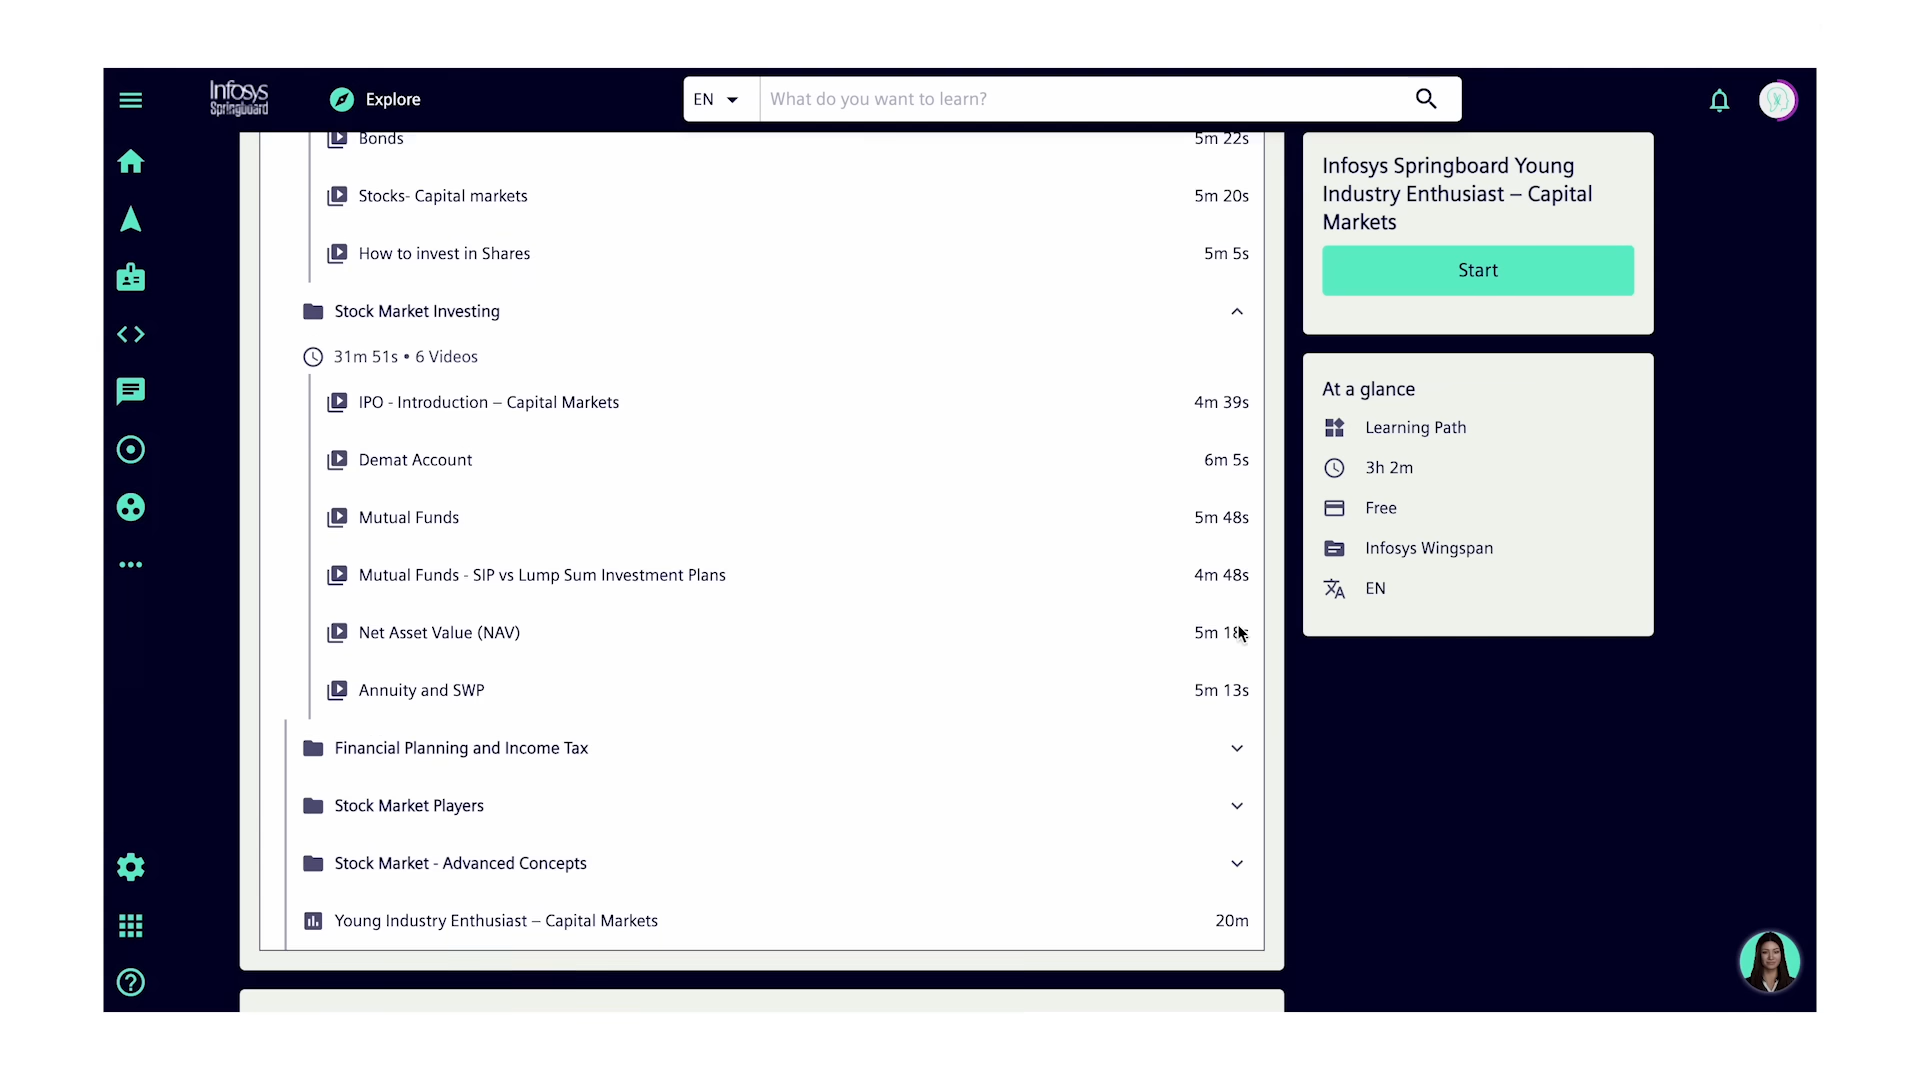 Infosys
Springboard
Explore
EN
What do you want to learn?
Bonds
5m 22s
Stocks- Capital markets
5m 20s
How to invest in Shares
5m 5s
Stock Market Investing
31m 51s • 6 Videos
IPO - Introduction – Capital Markets
4m 39s
Demat Account
6m 5s
Mutual Funds
5m 48s
Mutual Funds - SIP vs Lump Sum Investment Plans
4m 48s
Net Asset Value (NAV)
5m 18s
Annuity and SWP
5m 13s
Financial Planning and Income Tax
Stock Market Players
Stock Market - Advanced Concepts
Young Industry Enthusiast – Capital Markets
20m
Infosys Springboard Young
Industry Enthusiast – Capital
Markets
Start
At a glance
Learning Path
3h 2m
Free
Infosys Wingspan
EN